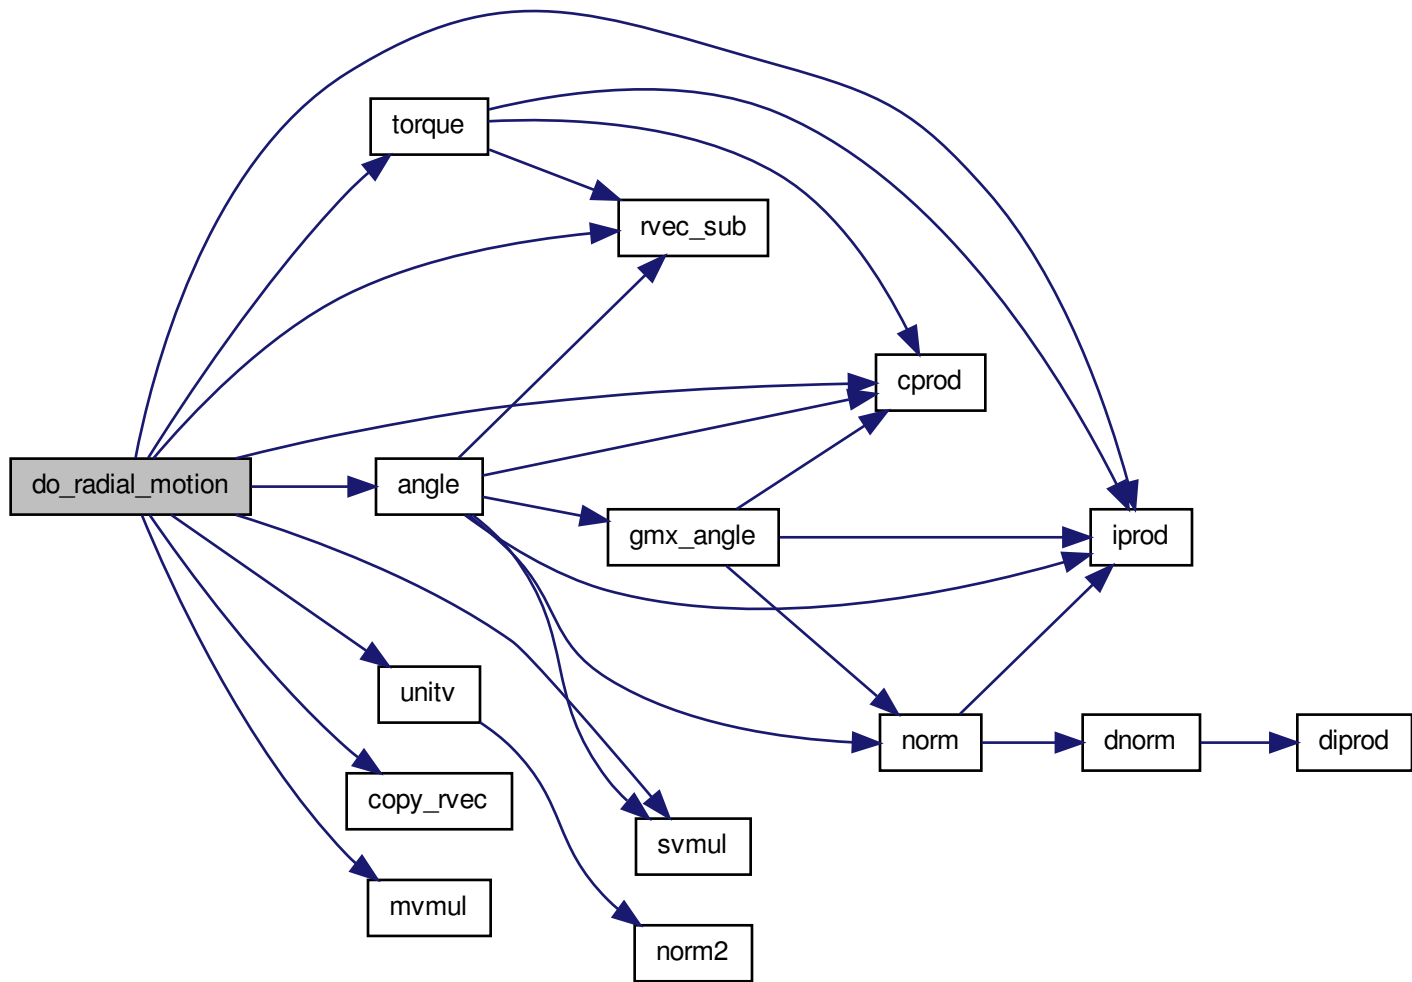 torque
rvec_sub
cprod
do_radial_motion
angle
gmx_angle
iprod
unitv
norm
dnorm
diprod
copy_rvec
svmul
mvmul
norm2